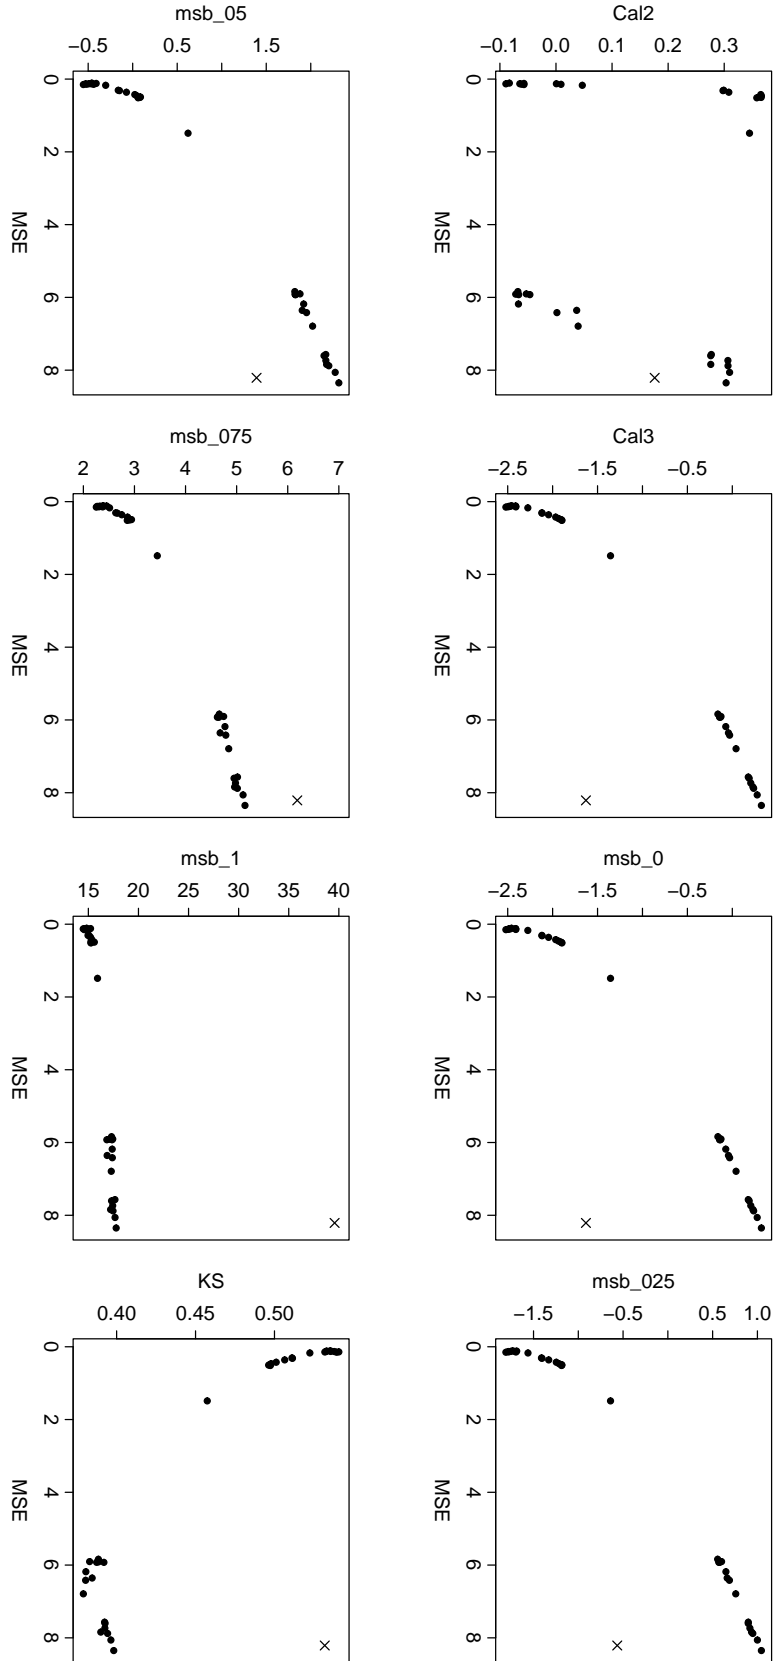 msb_05
−0.5 0.5 1.5
0 2 4 6 8
MSE
Cal2
−0.1 0.0 0.1 0.2 0.3
0 2 4 6 8
MSE
msb_075
2 3 4 5 6 7
0 2 4 6 8
MSE
Cal3
−2.5 −1.5 −0.5
0 2 4 6 8
MSE
msb_1
15 20 25 30 35 40
0 2 4 6 8
MSE
msb_0
−2.5 −1.5 −0.5
0 2 4 6 8
MSE
KS
0.40 0.45 0.50
0 2 4 6 8
MSE
msb_025
−1.5 −0.5 0.5 1.0
0 2 4 6 8
MSE